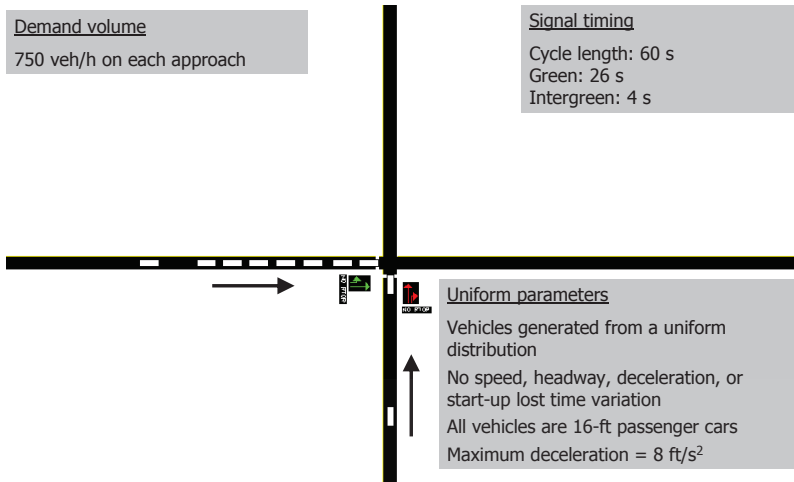 Demand volume
750 veh/h on each approach
Signal timing
Cycle length: 60 s
Green: 26 s
Intergreen: 4 s
Uniform parameters
Vehicles generated from a uniform
distribution
No speed, headway, deceleration, or
start-up lost time variation
All vehicles are 16-ft passenger cars
Maximum deceleration = 8 ft/s²